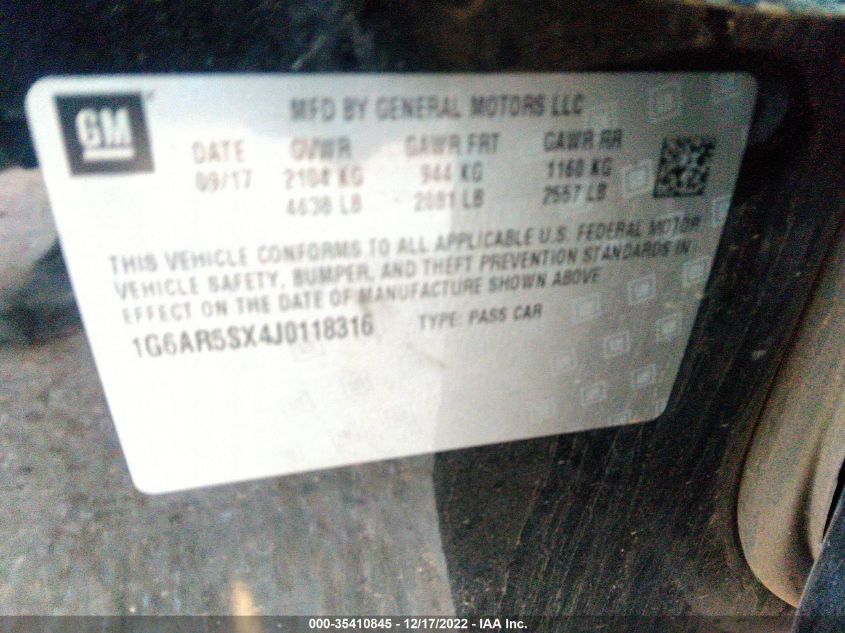 GM
MFD BY GENERAL MOTORS LLC
DATE GVWR GAWR FRT GAWR RR
09/17 2104 KG 944 KG 1160 KG
4638 LB 2081 LB 2557 LB
THIS VEHICLE CONFORMS TO ALL APPLICABLE U.S. FEDERAL MOTOR
VEHICLE SAFETY, BUMPER, AND THEFT PREVENTION STANDARDS IN
EFFECT ON THE DATE OF MANUFACTURE SHOWN ABOVE
1G6AR5SX4J0118316 TYPE: PASS CAR
000-35410845 - 12/17/2022 - IAA Inc.